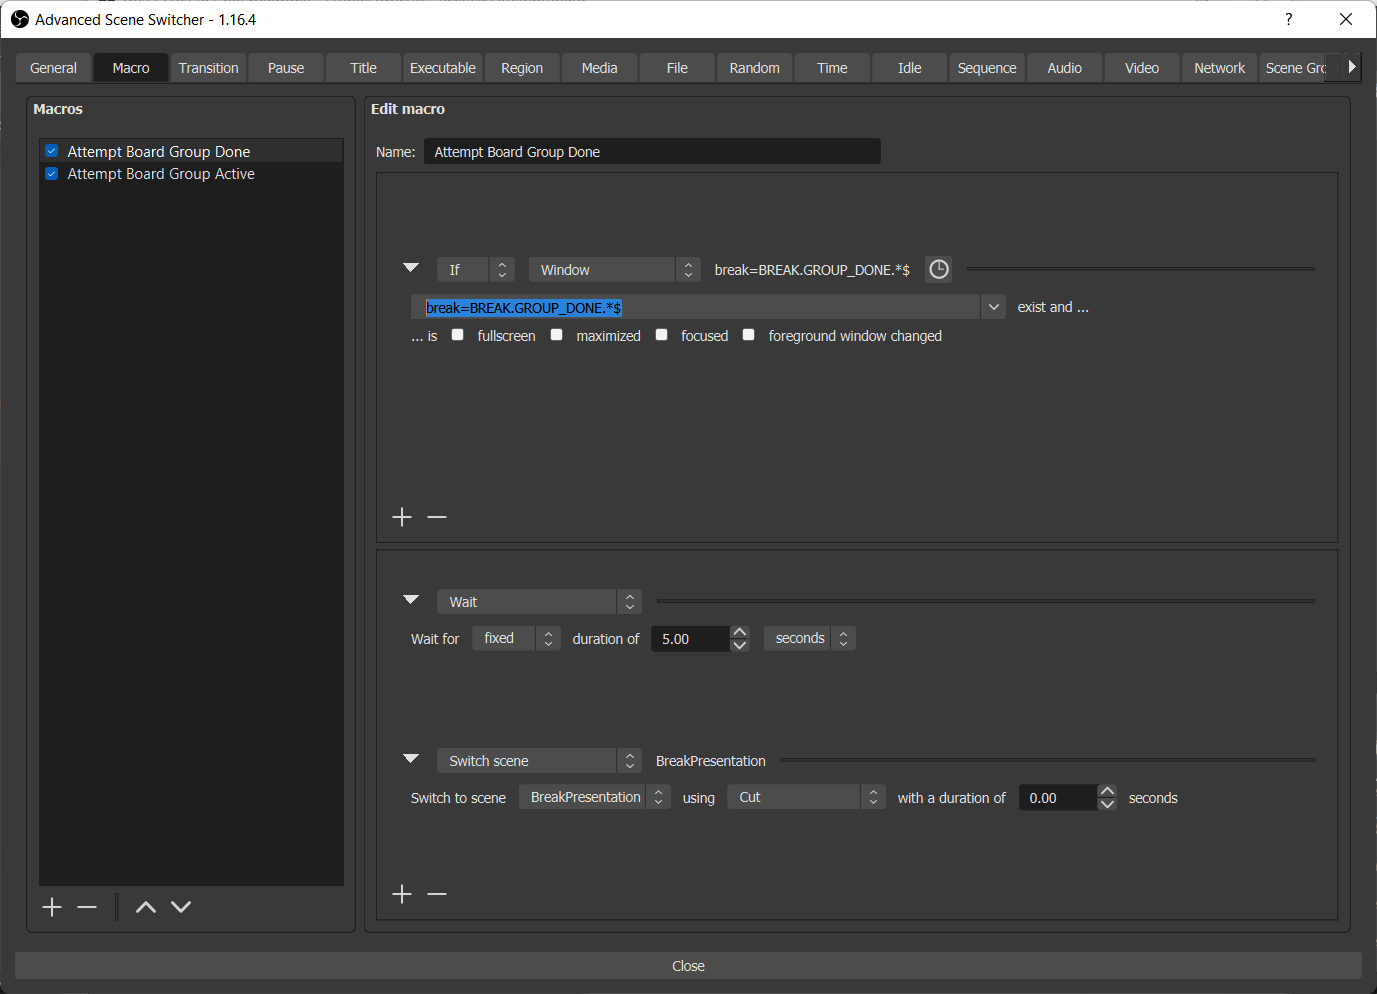 Advanced Scene Switcher - 1.16.4
?
General Macro Transition Pause Title Executable Region Media File Random Time Idle Sequence Audio Video Network Scene Gro
Macros
Attempt Board Group Done
Attempt Board Group Active
Edit macro
Name: Attempt Board Group Done
If Window break=BREAK.GROUP_DONE.*$
break=BREAK.GROUP_DONE.*$ exist and ...
... is fullscreen maximized focused foreground window changed
Wait
Wait for fixed duration of 5.00 seconds
Switch scene BreakPresentation
Switch to scene BreakPresentation using Cut with a duration of 0.00 seconds
Close